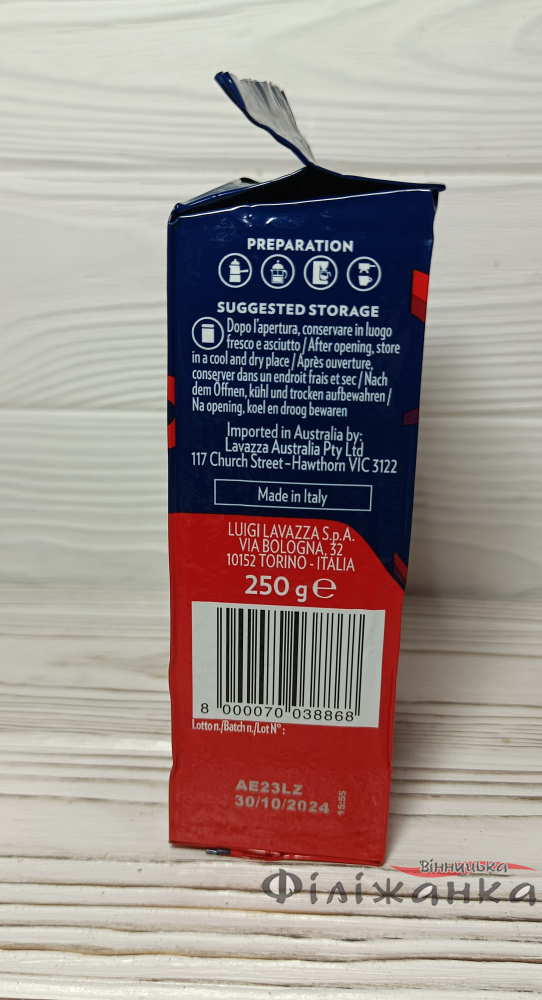 PREPARATION
SUGGESTED STORAGE
Dopo l'apertura, conservare in luogo
fresco e asciutto / After opening, store
in a cool and dry place / Après ouverture,
conserver dans un endroit frais et sec / Nach
dem Öffnen, kühl und trocken aufbewahren /
Na opening, koel en droog bewaren
Imported in Australia by:
Lavazza Australia Pty Ltd
117 Church Street – Hawthorn VIC 3122
Made in Italy
LUIGI LAVAZZA S.p.A.
VIA BOLOGNA, 32
10152 TORINO - ITALIA
250 g ℮
8 000070 038868
Lotto n./Batch n./Lot N° :
AE23LZ
30/10/2024
15:55
Вінницька
Філіжанка